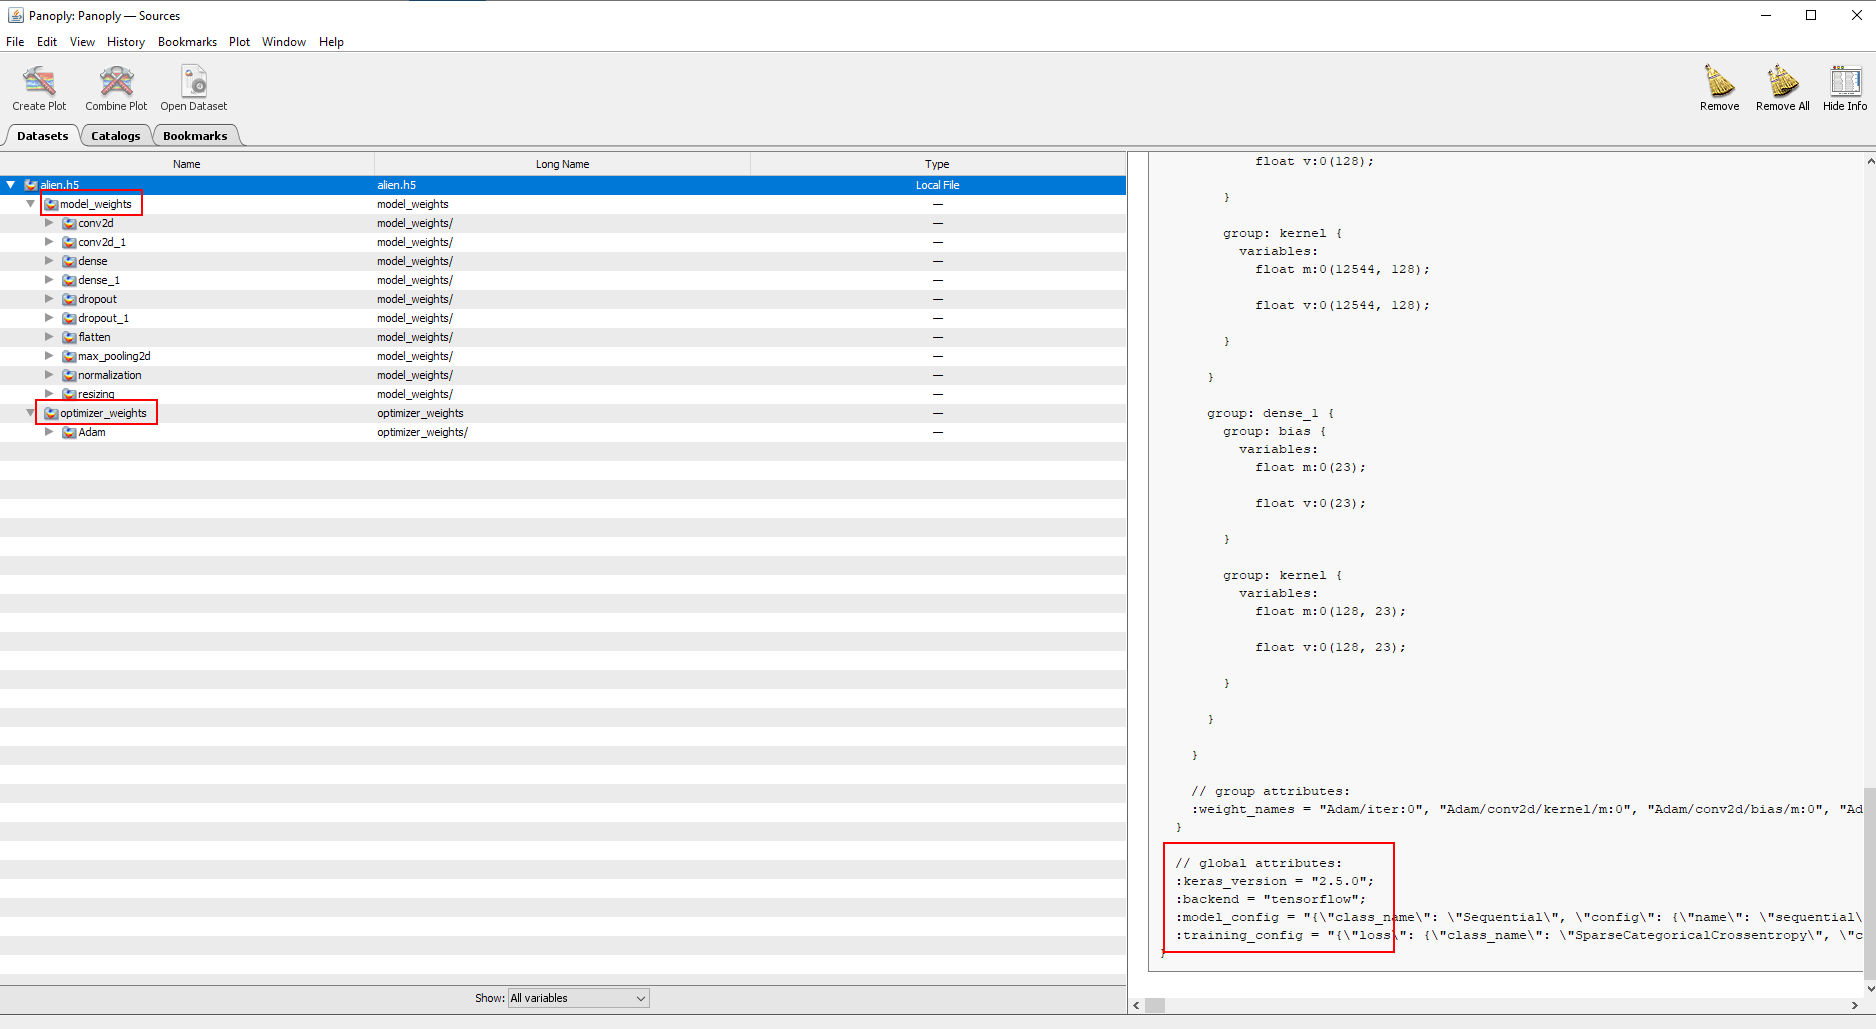 Panoply: Panoply — Sources
File Edit View History Bookmarks Plot Window Help
Create Plot Combine Plot Open Dataset Remove Remove All Hide Info
Datasets Catalogs Bookmarks
Name Long Name Type
alien.h5 alien.h5 Local File
model_weights model_weights —
conv2d model_weights/ —
conv2d_1 model_weights/ —
dense model_weights/ —
dense_1 model_weights/ —
dropout model_weights/ —
dropout_1 model_weights/ —
flatten model_weights/ —
max_pooling2d model_weights/ —
normalization model_weights/ —
resizing model_weights/ —
optimizer_weights optimizer_weights —
Adam optimizer_weights/ —
Show: All variables
float v:0(128);
}
group: kernel {
variables:
float m:0(12544, 128);
float v:0(12544, 128);
}
}
group: dense_1 {
group: bias {
variables:
float m:0(23);
float v:0(23);
}
group: kernel {
variables:
float m:0(128, 23);
float v:0(128, 23);
}
}
}
// group attributes:
:weight_names = "Adam/iter:0", "Adam/conv2d/kernel/m:0", "Adam/conv2d/bias/m:0", "Ad
}
// global attributes:
:keras_version = "2.5.0";
:backend = "tensorflow";
:model_config = "{\"class_name\": \"Sequential\", \"config\": {\"name\": \"sequential\
:training_config = "{\"loss\": {\"class_name\": \"SparseCategoricalCrossentropy\", \"c
}